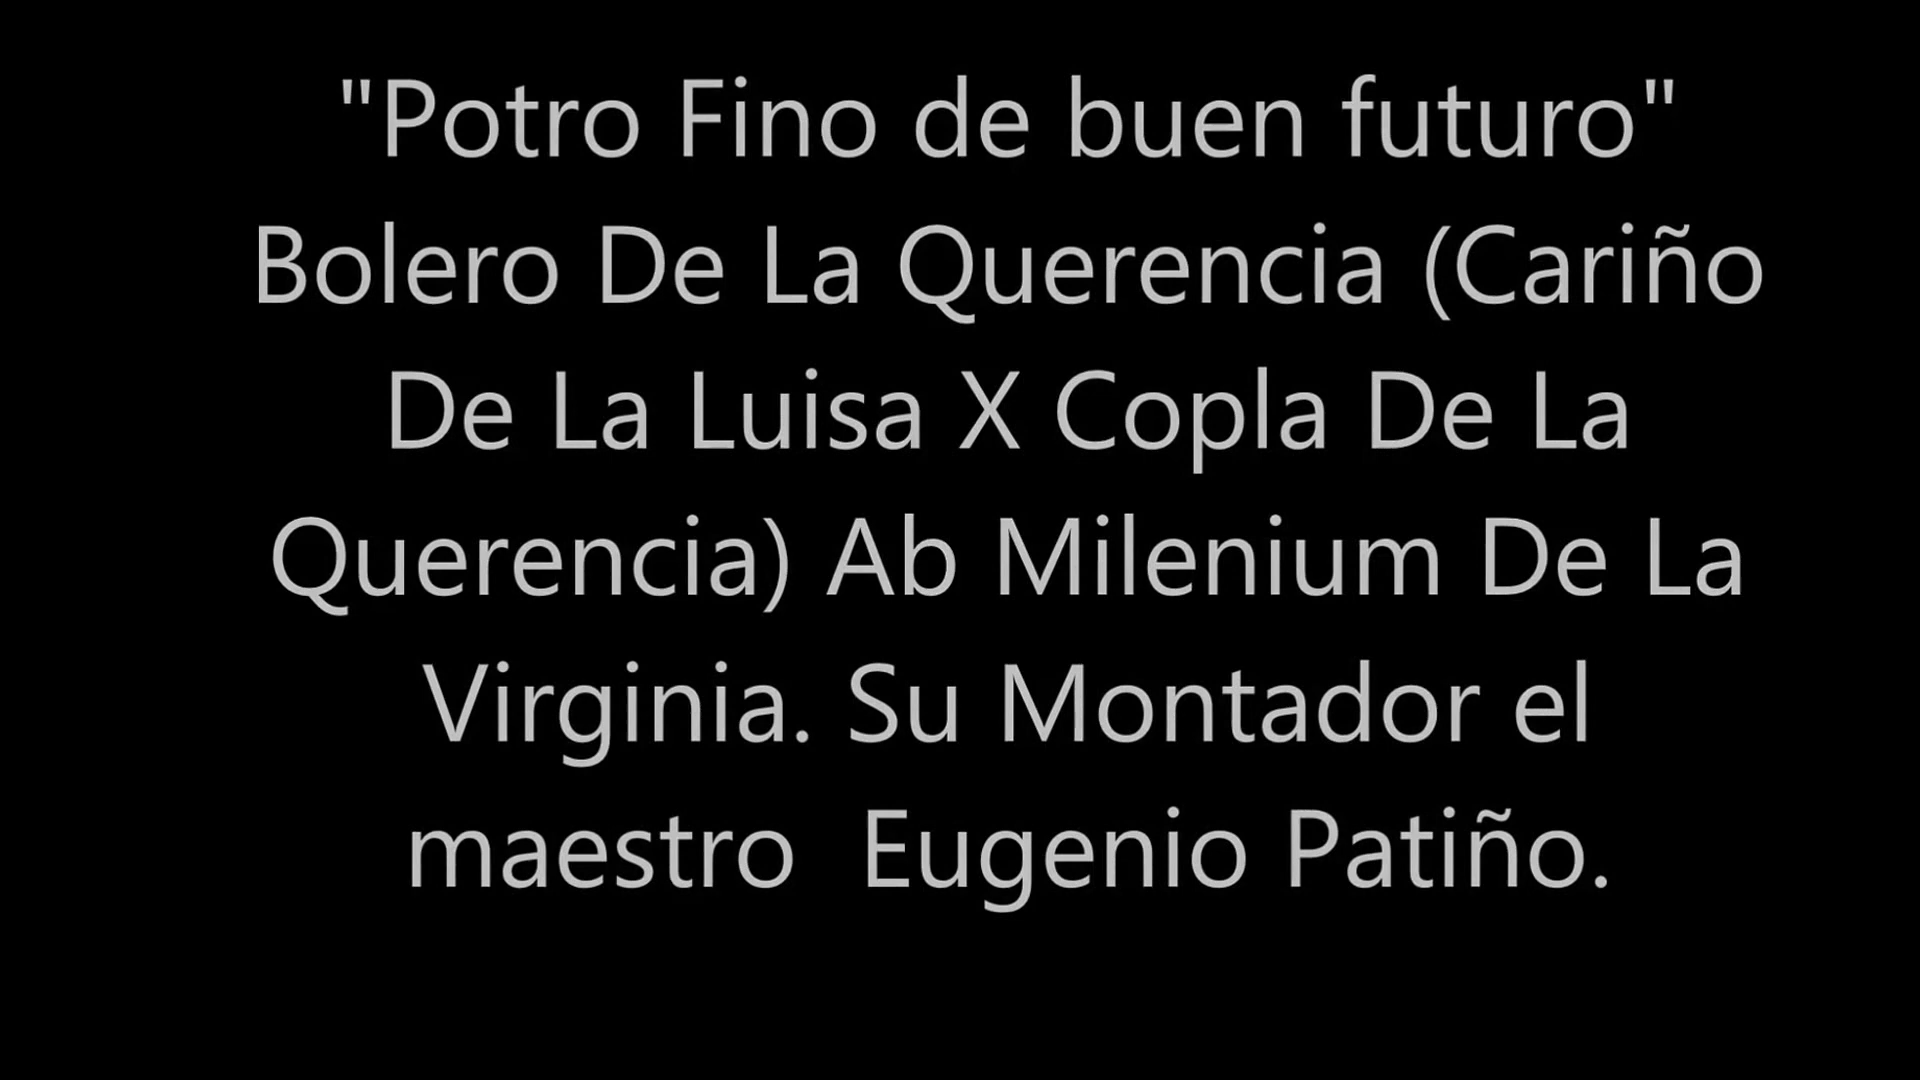 "Potro Fino de buen futuro"
Bolero De La Querencia (Cariño
De La Luisa X Copla De La
Querencia) Ab Milenium De La
Virginia. Su Montador el
maestro  Eugenio Patiño.